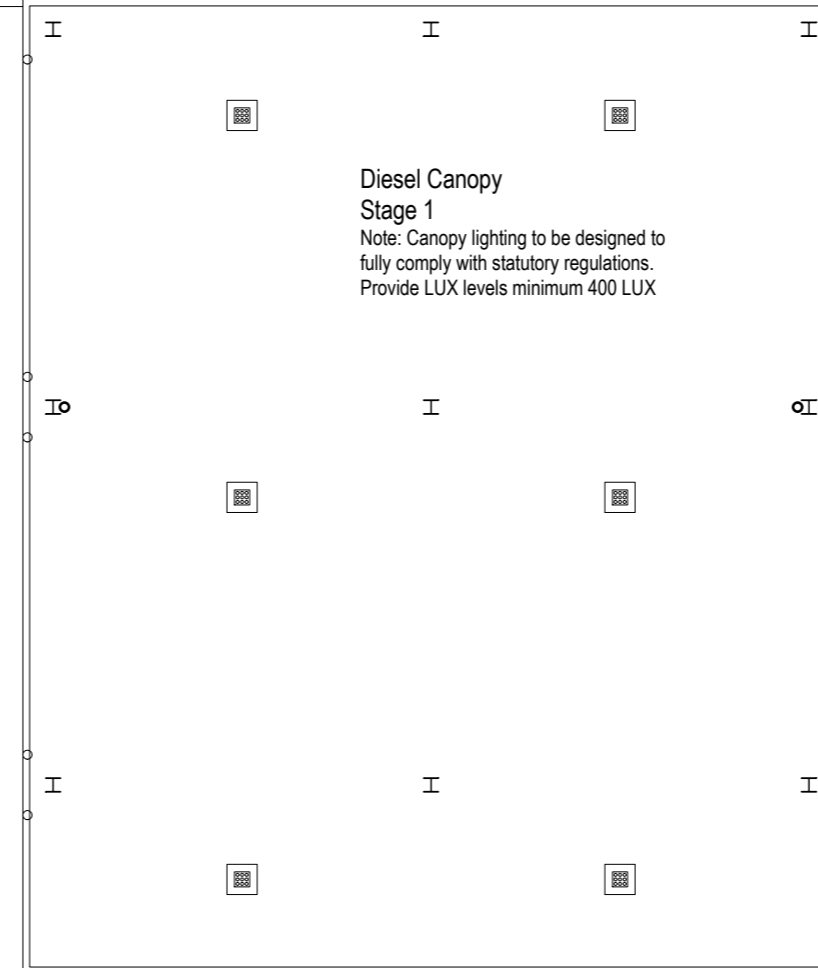 Diesel Canopy
Stage 1
Note: Canopy lighting to be designed to
fully comply with statutory regulations.
Provide LUX levels minimum 400 LUX